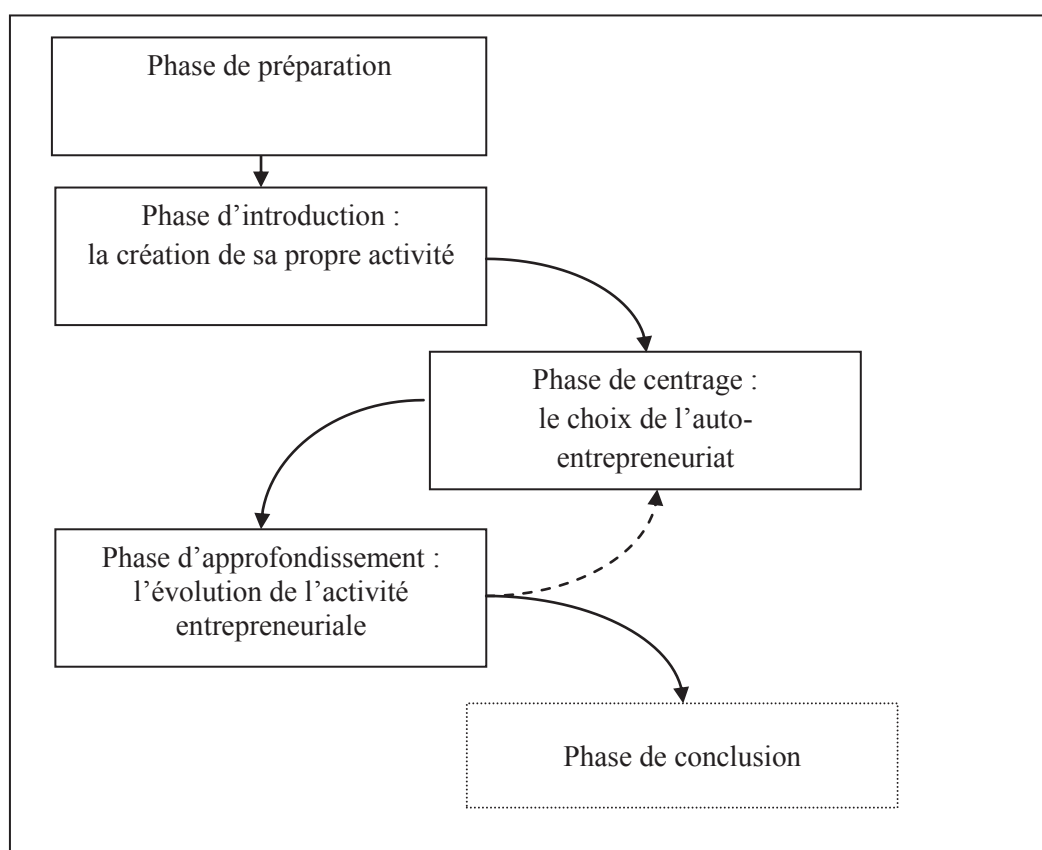 Phase de préparation
Phase d’introduction :
la création de sa propre activité
Phase de centrage :
le choix de l’auto-
entrepreneuriat
Phase d’approfondissement :
l’évolution de l’activité
entrepreneuriale
Phase de conclusion